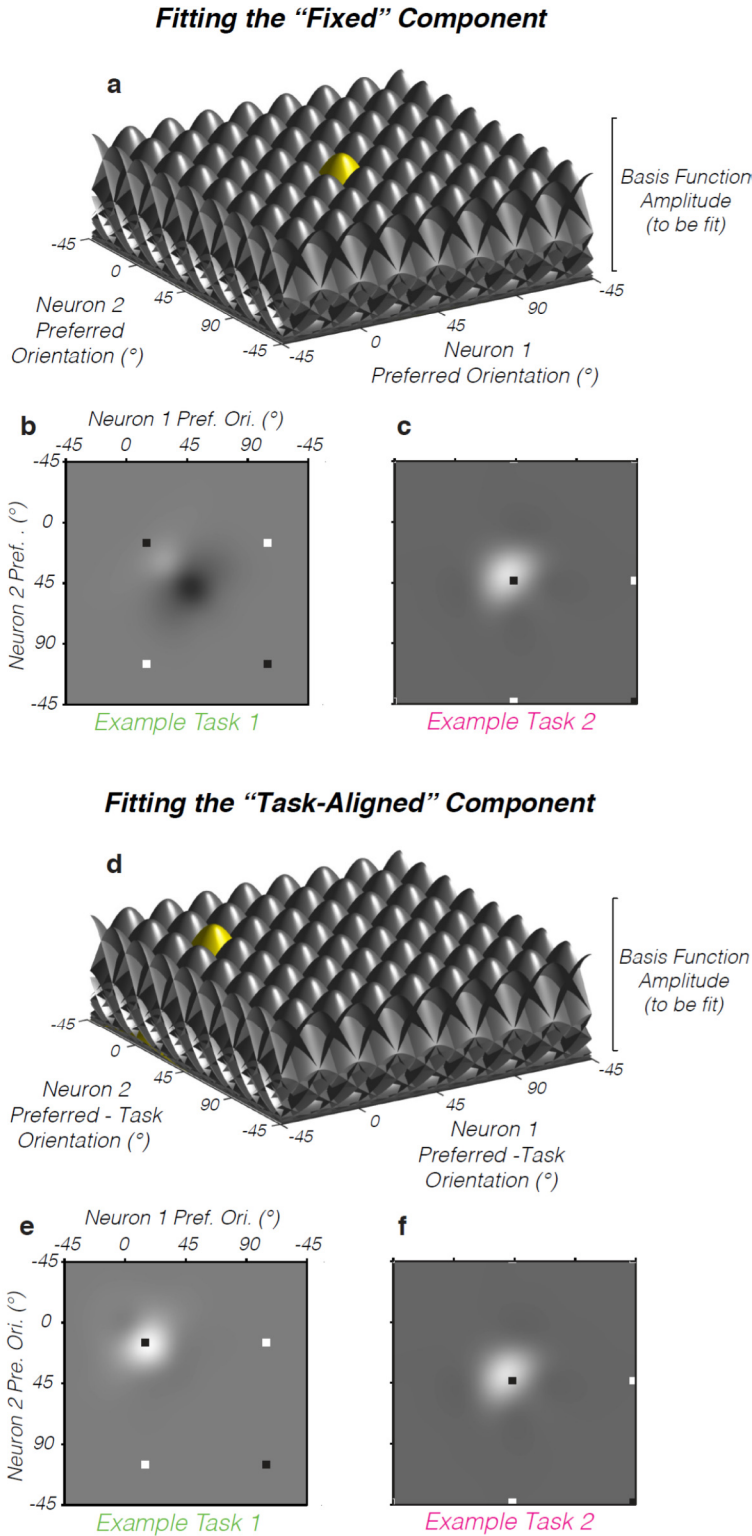 Fitting the “Fixed” Component
a
Basis Function
Amplitude
(to be fit)
-45
0
45
90
-45
Neuron 2
Preferred
Orientation (°)
-45
0
45
90
-45
Neuron 1
Preferred Orientation (°)
b
Neuron 1 Pref. Ori. (°)
-45 0 45 90 -45
-45
0
45
90
-45
Neuron 2 Pref. . (°)
Example Task 1
c
Example Task 2
Fitting the “Task-Aligned” Component
d
Basis Function
Amplitude
(to be fit)
-45
0
45
90
-45
Neuron 2
Preferred - Task
Orientation (°)
-45
0
45
90
-45
Neuron 1
Preferred -Task
Orientation (°)
e
Neuron 1 Pref. Ori. (°)
-45 0 45 90 -45
-45
0
45
90
-45
Neuron 2 Pre. Ori. (°)
Example Task 1
f
Example Task 2